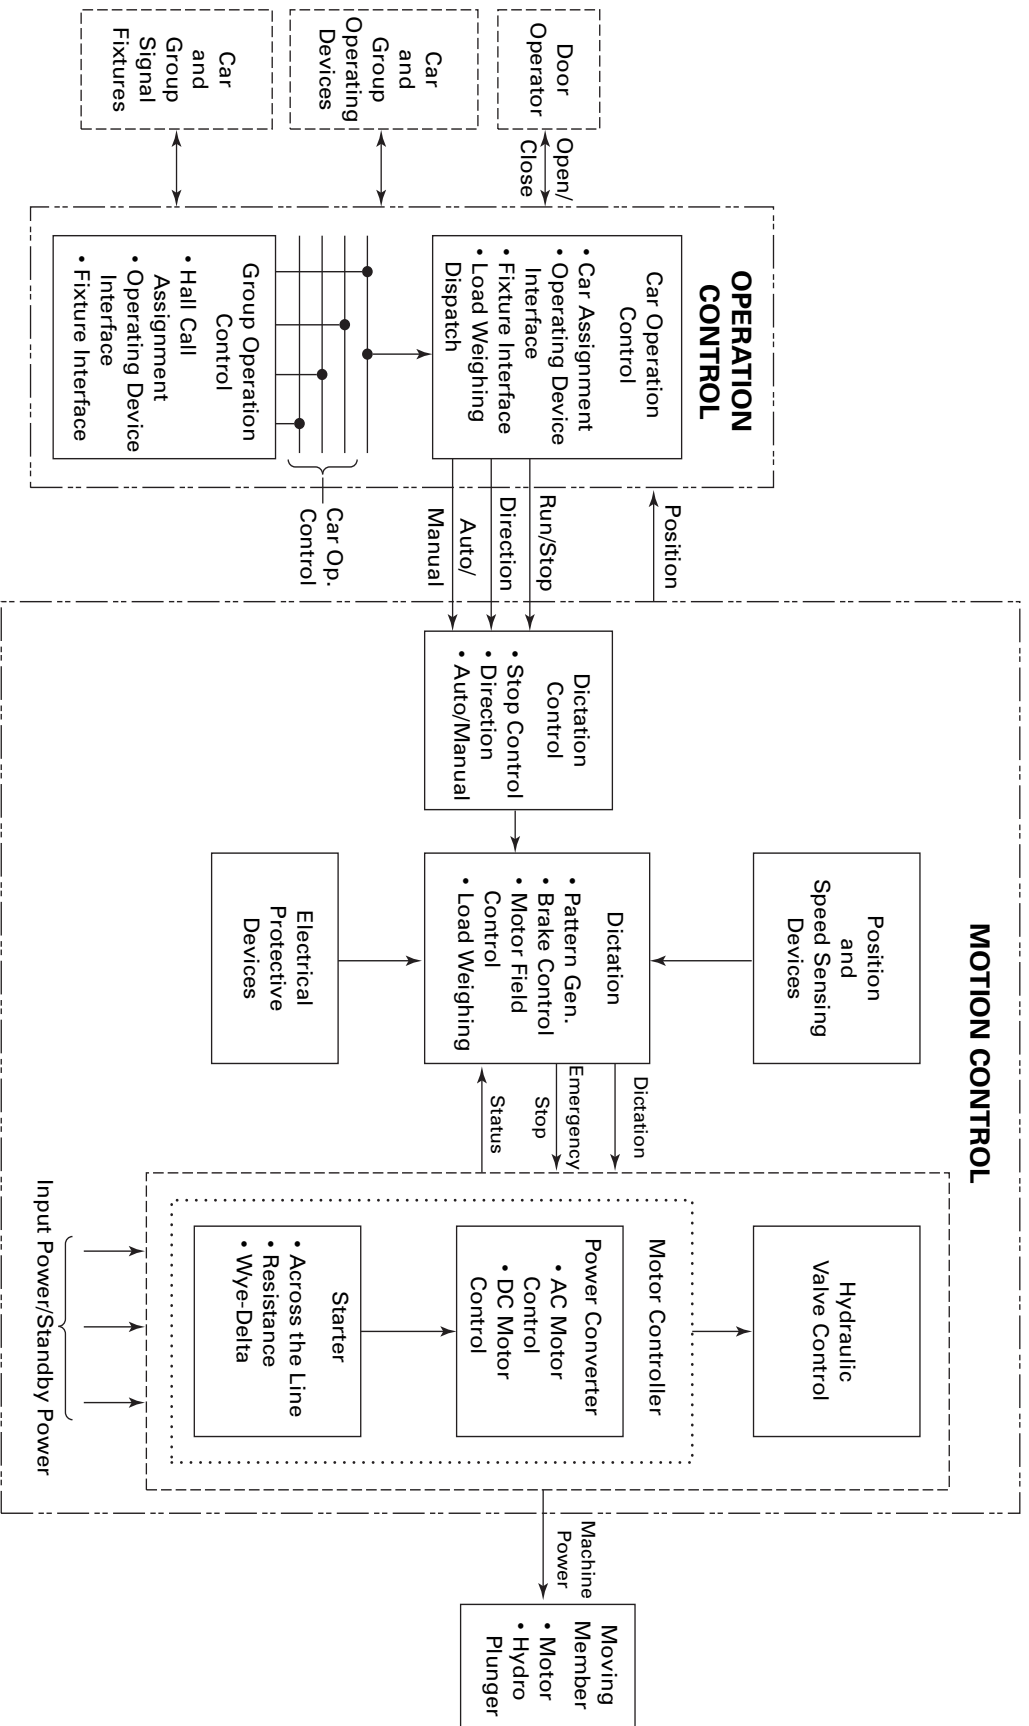 Door
Operator
Open/
Close
Car
and
Group
Operating
Devices
Car
and
Group
Signal
Fixtures
OPERATION
CONTROL
Car Operation
Control
• Car Assignment
• Operating Device
Interface
• Fixture Interface
• Load Weighing
Dispatch
Group Operation
Control
• Hall Call
Assignment
• Operating Device
Interface
• Fixture Interface
Car Op.
Control
Position
Run/Stop
Direction
Auto/
Manual
MOTION CONTROL
Dictation
Control
• Stop Control
• Direction
• Auto/Manual
Position
and
Speed Sensing
Devices
Dictation
• Pattern Gen.
• Brake Control
• Motor Field
Control
• Load Weighing
Electrical
Protective
Devices
Dictation
Emergency
Stop
Status
Hydraulic
Valve Control
Motor Controller
Power Converter
• AC Motor
Control
• DC Motor
Control
Starter
• Across the Line
• Resistance
• Wye-Delta
Input Power/Standby Power
Machine
Power
Moving
Member
• Motor
• Hydro
Plunger